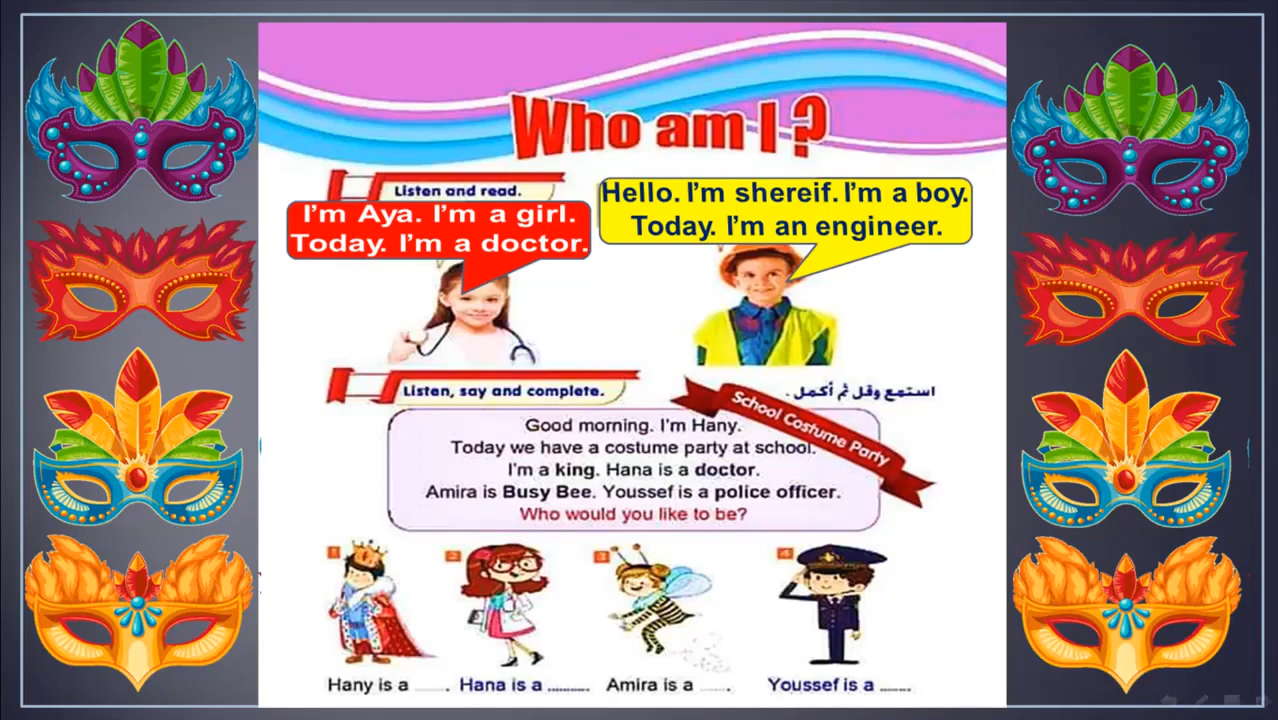 Who am I ?
Listen and read.
I'm Aya. I'm a girl.
Today. I'm a doctor.
Hello. I'm shereif. I'm a boy.
Today. I'm an engineer.
Listen, say and complete.
استمع وقل ثم أكمل .
School Costume Party
Good morning. I'm Hany.
Today we have a costume party at school.
I'm a king. Hana is a doctor.
Amira is Busy Bee. Youssef is a police officer.
Who would you like to be?
1
2
3
4
Hany is a ........ .
Hana is a ..........
Amira is a ...... .
Youssef is a .......